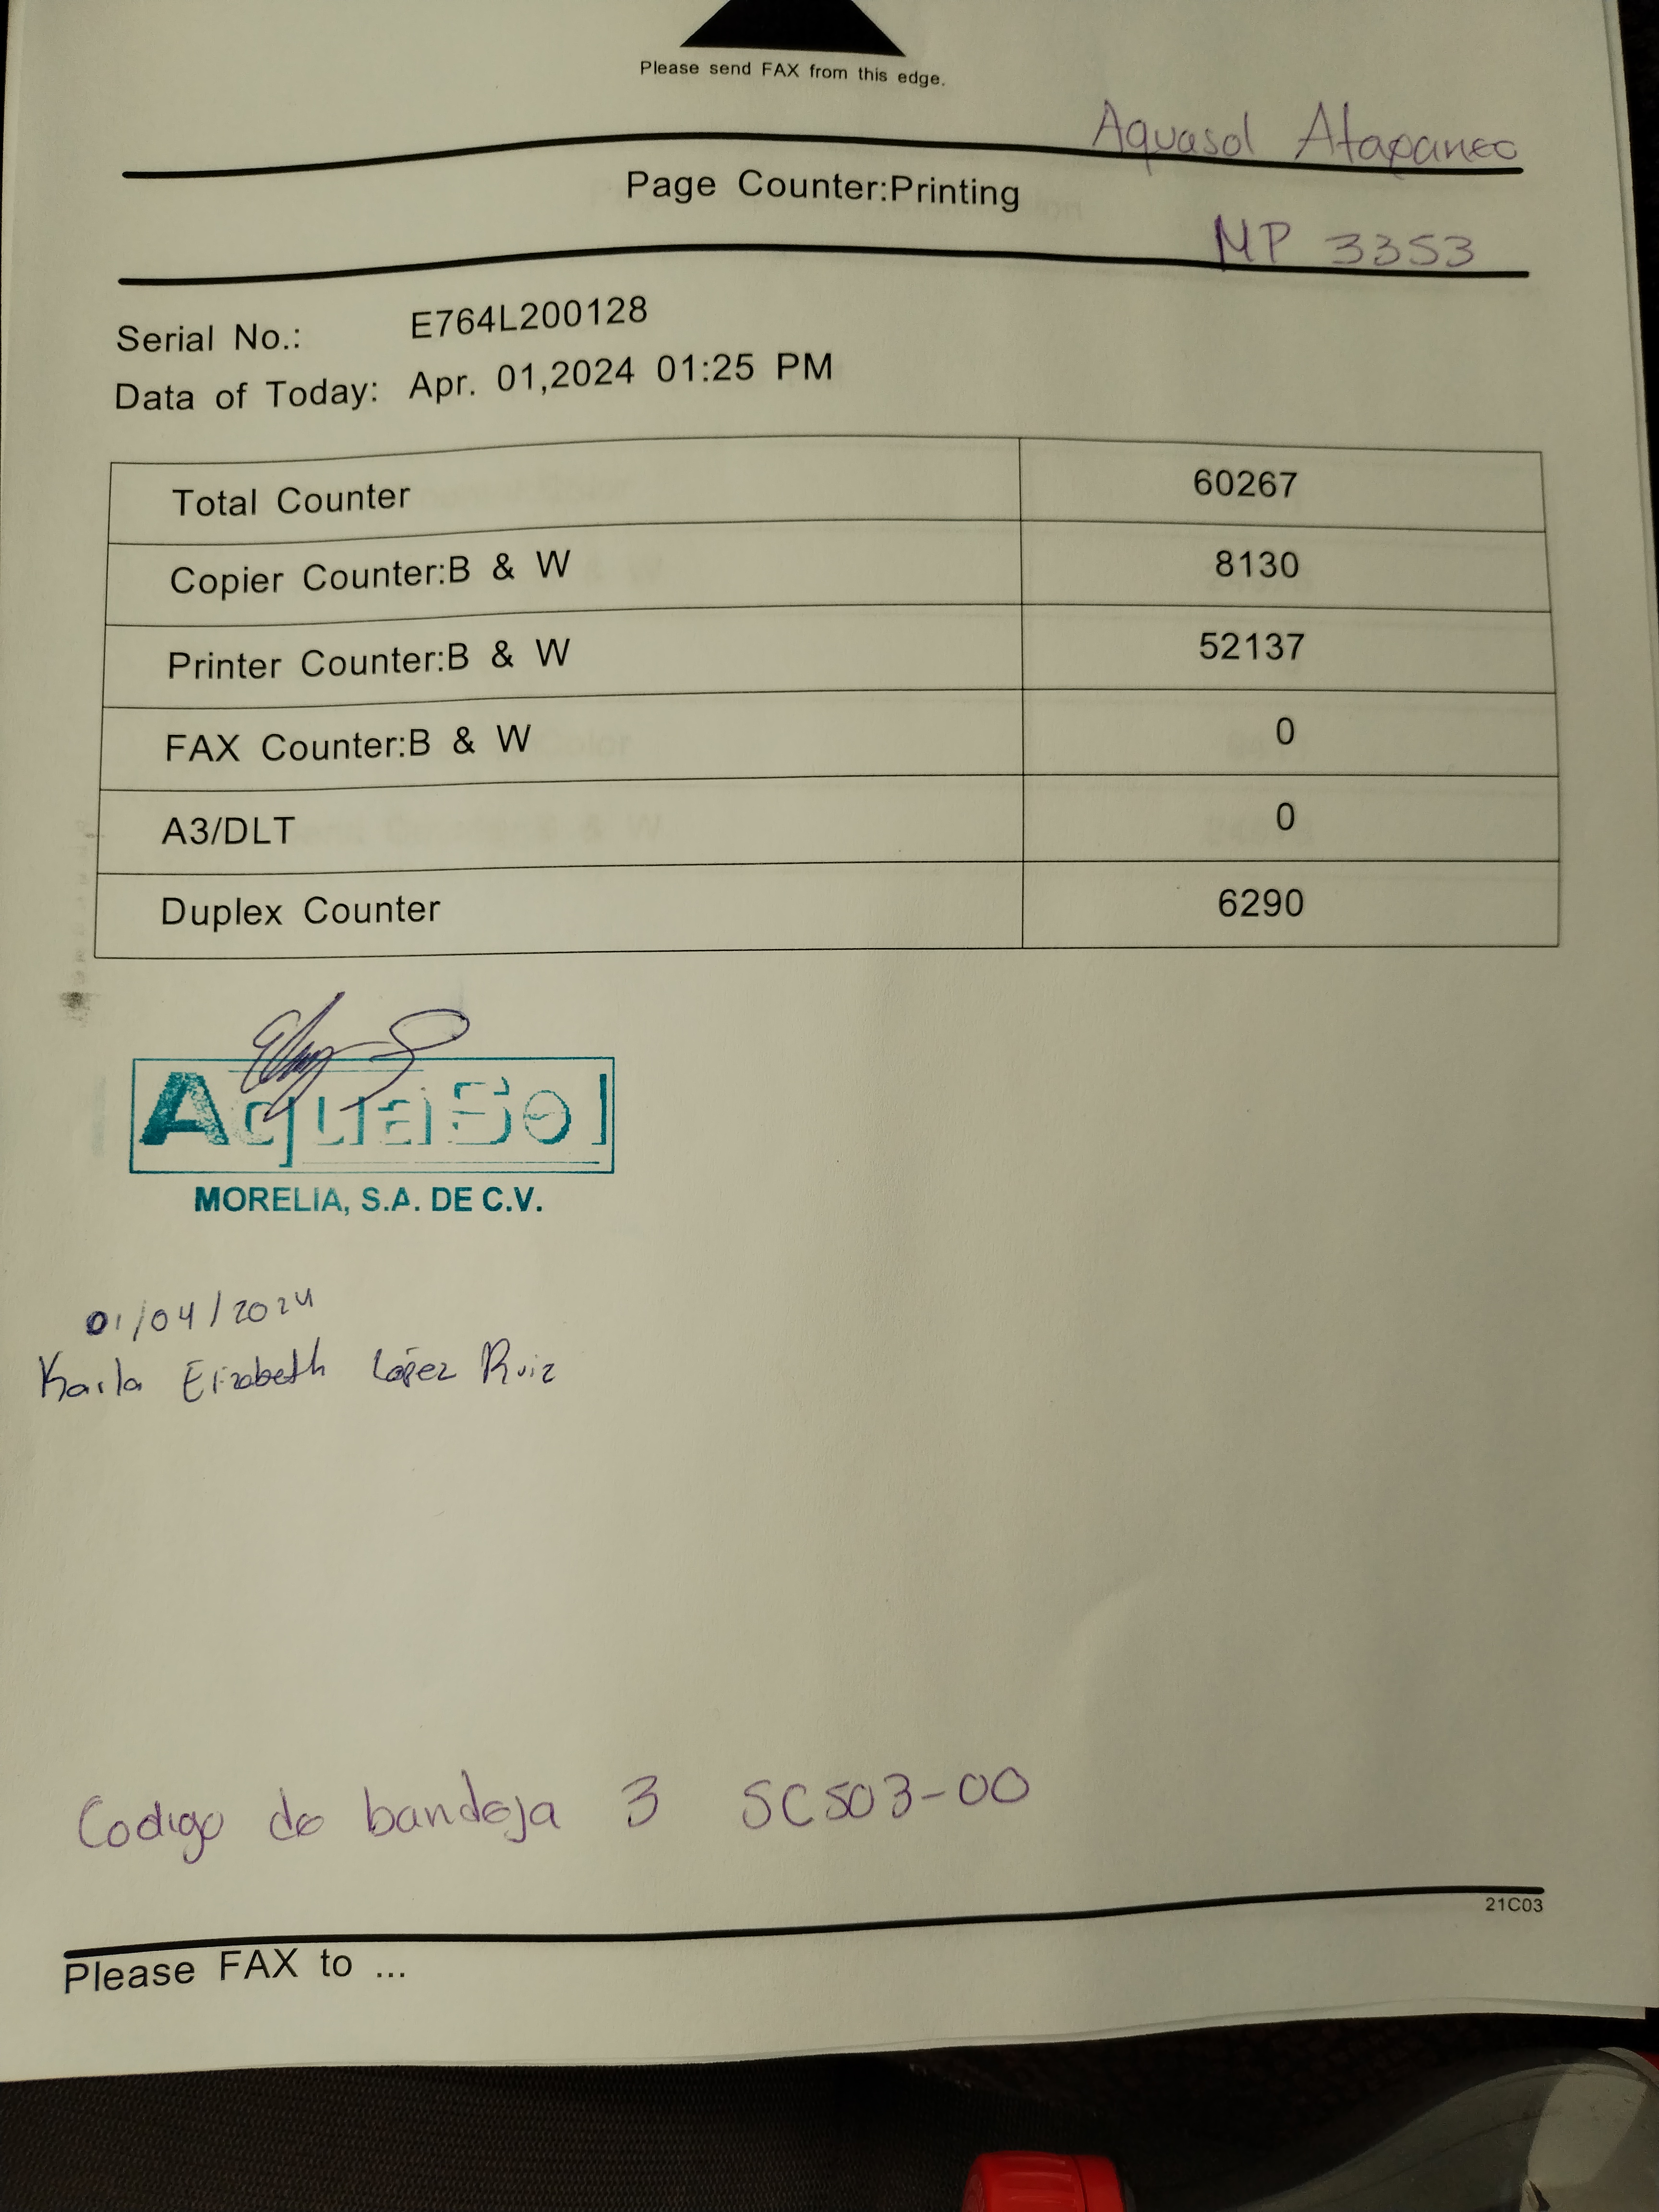 Please send FAX from this edge.
Aquasol Atapaneo
Page Counter:Printing
MP 3353
Serial No.: E764L200128
Data of Today: Apr. 01,2024 01:25 PM
Total Counter 60267
Copier Counter:B & W 8130
Printer Counter:B & W 52137
FAX Counter:B & W 0
A3/DLT 0
Duplex Counter 6290
AquaSol
MORELIA, S.A. DE C.V.
01/04/2024
Karla Elizabeth López Ruiz
Codigo de bandeja 3 SC503-00
21C03
Please FAX to ...